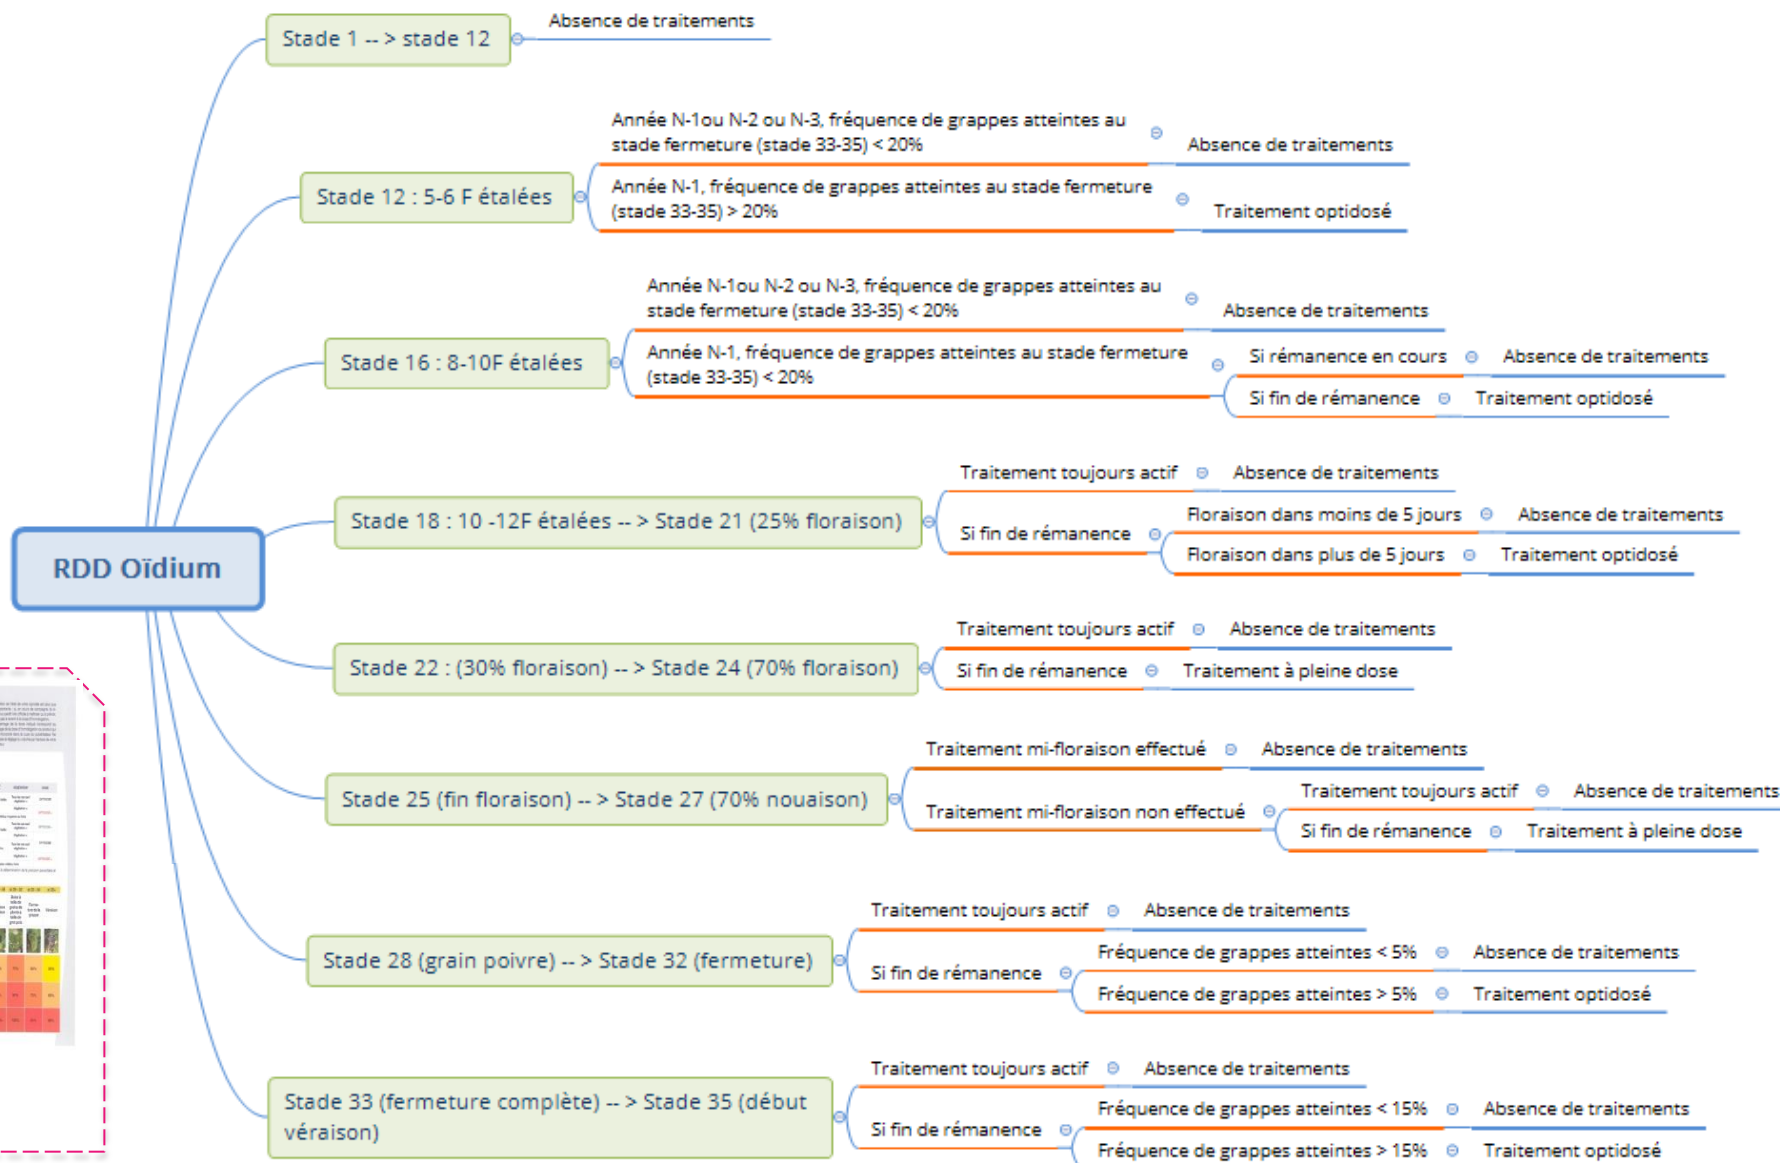 Stade 1 -- > stade 12
Absence de traitements
Stade 12 : 5-6 F étalées
Année N-1ou N-2 ou N-3, fréquence de grappes atteintes au
stade fermeture (stade 33-35) < 20%
Absence de traitements
Année N-1, fréquence de grappes atteintes au stade fermeture
(stade 33-35) > 20%
Traitement optidosé
Stade 16 : 8-10F étalées
Année N-1ou N-2 ou N-3, fréquence de grappes atteintes au
stade fermeture (stade 33-35) < 20%
Absence de traitements
Année N-1, fréquence de grappes atteintes au stade fermeture
(stade 33-35) < 20%
Si rémanence en cours
Absence de traitements
Si fin de rémanence
Traitement optidosé
RDD Oïdium
Stade 18 : 10 -12F étalées -- > Stade 21 (25% floraison)
Traitement toujours actif
Absence de traitements
Si fin de rémanence
Floraison dans moins de 5 jours
Absence de traitements
Floraison dans plus de 5 jours
Traitement optidosé
Stade 22 : (30% floraison) -- > Stade 24 (70% floraison)
Traitement toujours actif
Absence de traitements
Si fin de rémanence
Traitement à pleine dose
Stade 25 (fin floraison) -- > Stade 27 (70% nouaison)
Traitement mi-floraison effectué
Absence de traitements
Traitement mi-floraison non effectué
Traitement toujours actif
Absence de traitements
Si fin de rémanence
Traitement à pleine dose
Stade 28 (grain poivre) -- > Stade 32 (fermeture)
Traitement toujours actif
Absence de traitements
Si fin de rémanence
Fréquence de grappes atteintes < 5%
Absence de traitements
Fréquence de grappes atteintes > 5%
Traitement optidosé
Stade 33 (fermeture complète) -- > Stade 35 (début
véraison)
Traitement toujours actif
Absence de traitements
Si fin de rémanence
Fréquence de grappes atteintes < 15%
Absence de traitements
Fréquence de grappes atteintes > 15%
Traitement optidosé